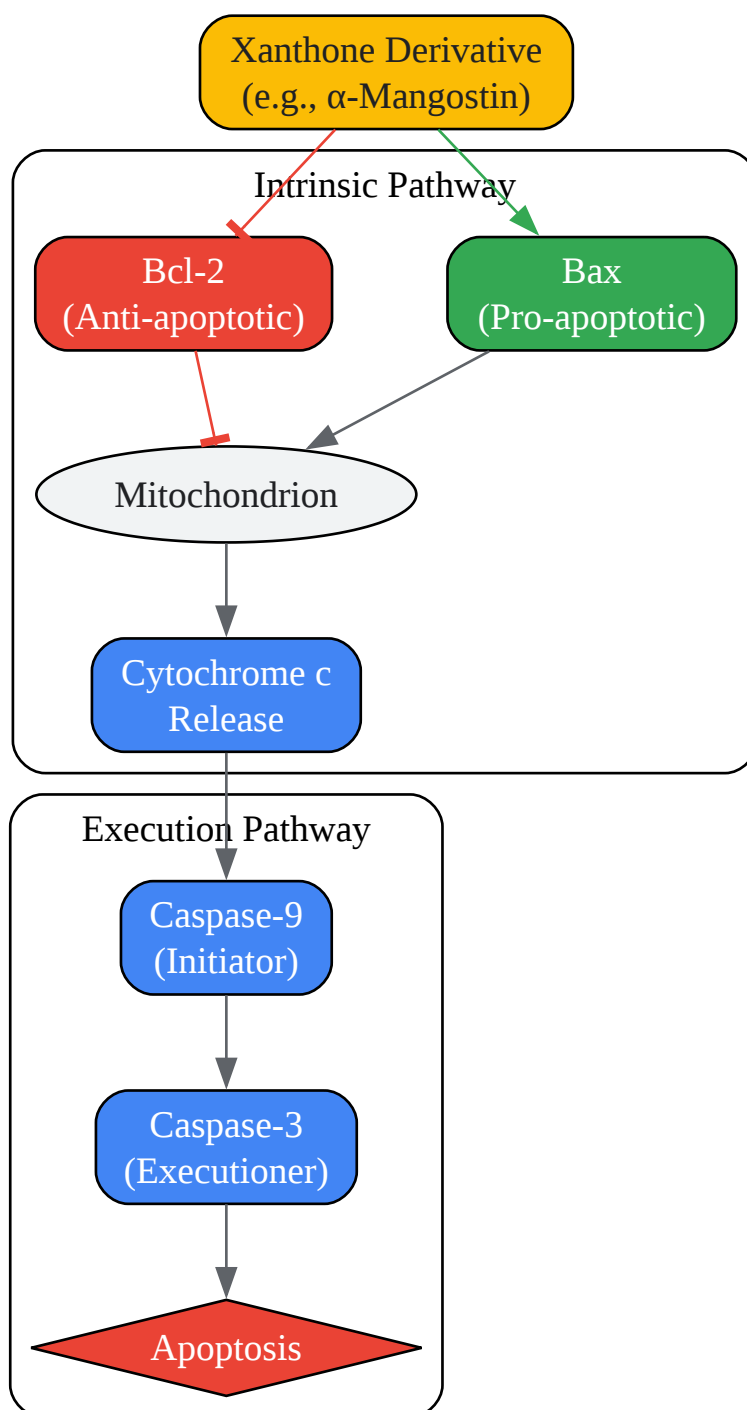 Xanthone Derivative
(e.g., α-Mangostin)
Intrinsic Pathway
Bcl-2
(Anti-apoptotic)
Bax
(Pro-apoptotic)
Mitochondrion
Cytochrome c
Release
Execution Pathway
Caspase-9
(Initiator)
Caspase-3
(Executioner)
Apoptosis